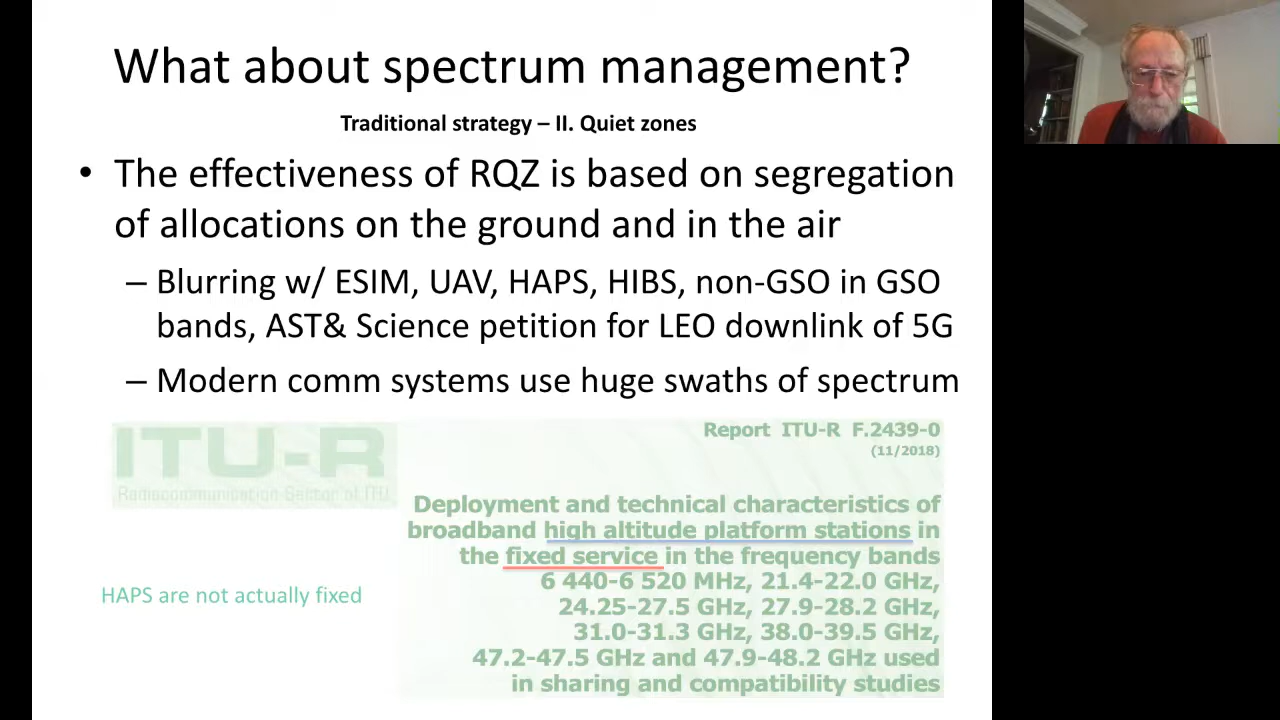 What about spectrum management?
Traditional strategy – II. Quiet zones
• The effectiveness of RQZ is based on segregation
of allocations on the ground and in the air
– Blurring w/ ESIM, UAV, HAPS, HIBS, non-GSO in GSO
bands, AST& Science petition for LEO downlink of 5G
– Modern comm systems use huge swaths of spectrum
ITU-R
Radiocommunication Sector of ITU
Report ITU-R F.2439-0
(11/2018)
Deployment and technical characteristics of
broadband high altitude platform stations in
the fixed service in the frequency bands
6 440-6 520 MHz, 21.4-22.0 GHz,
24.25-27.5 GHz, 27.9-28.2 GHz,
31.0-31.3 GHz, 38.0-39.5 GHz,
47.2-47.5 GHz and 47.9-48.2 GHz used
in sharing and compatibility studies
HAPS are not actually fixed